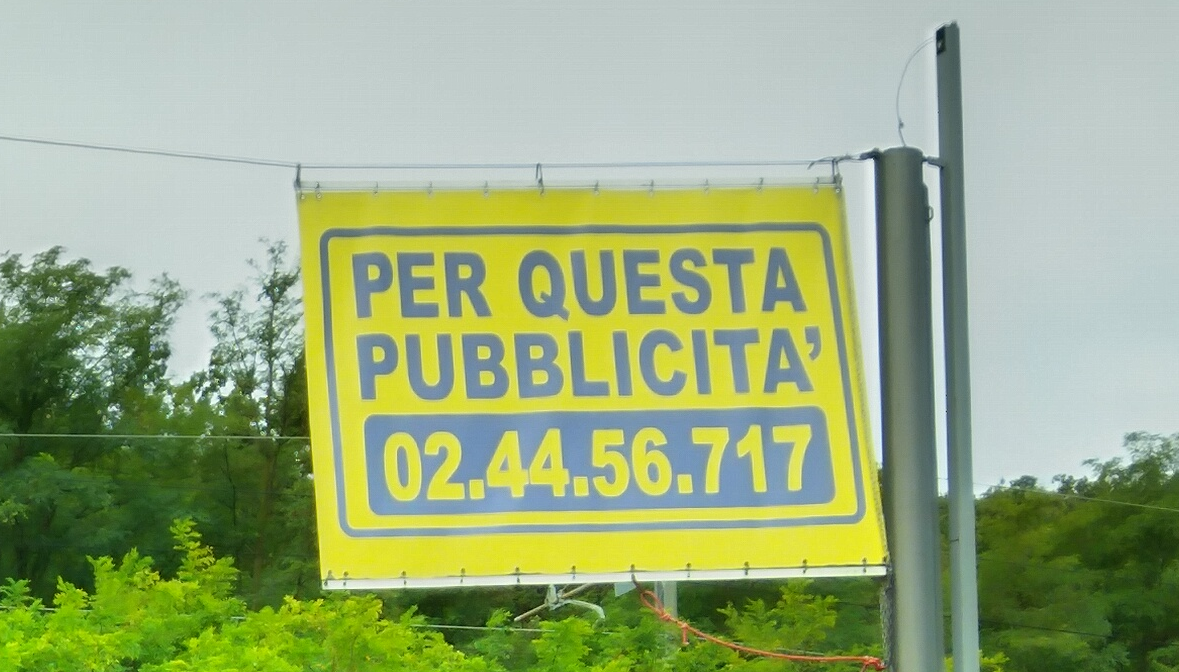 PER QUESTA
PUBBLICITA'
02.44.56.717